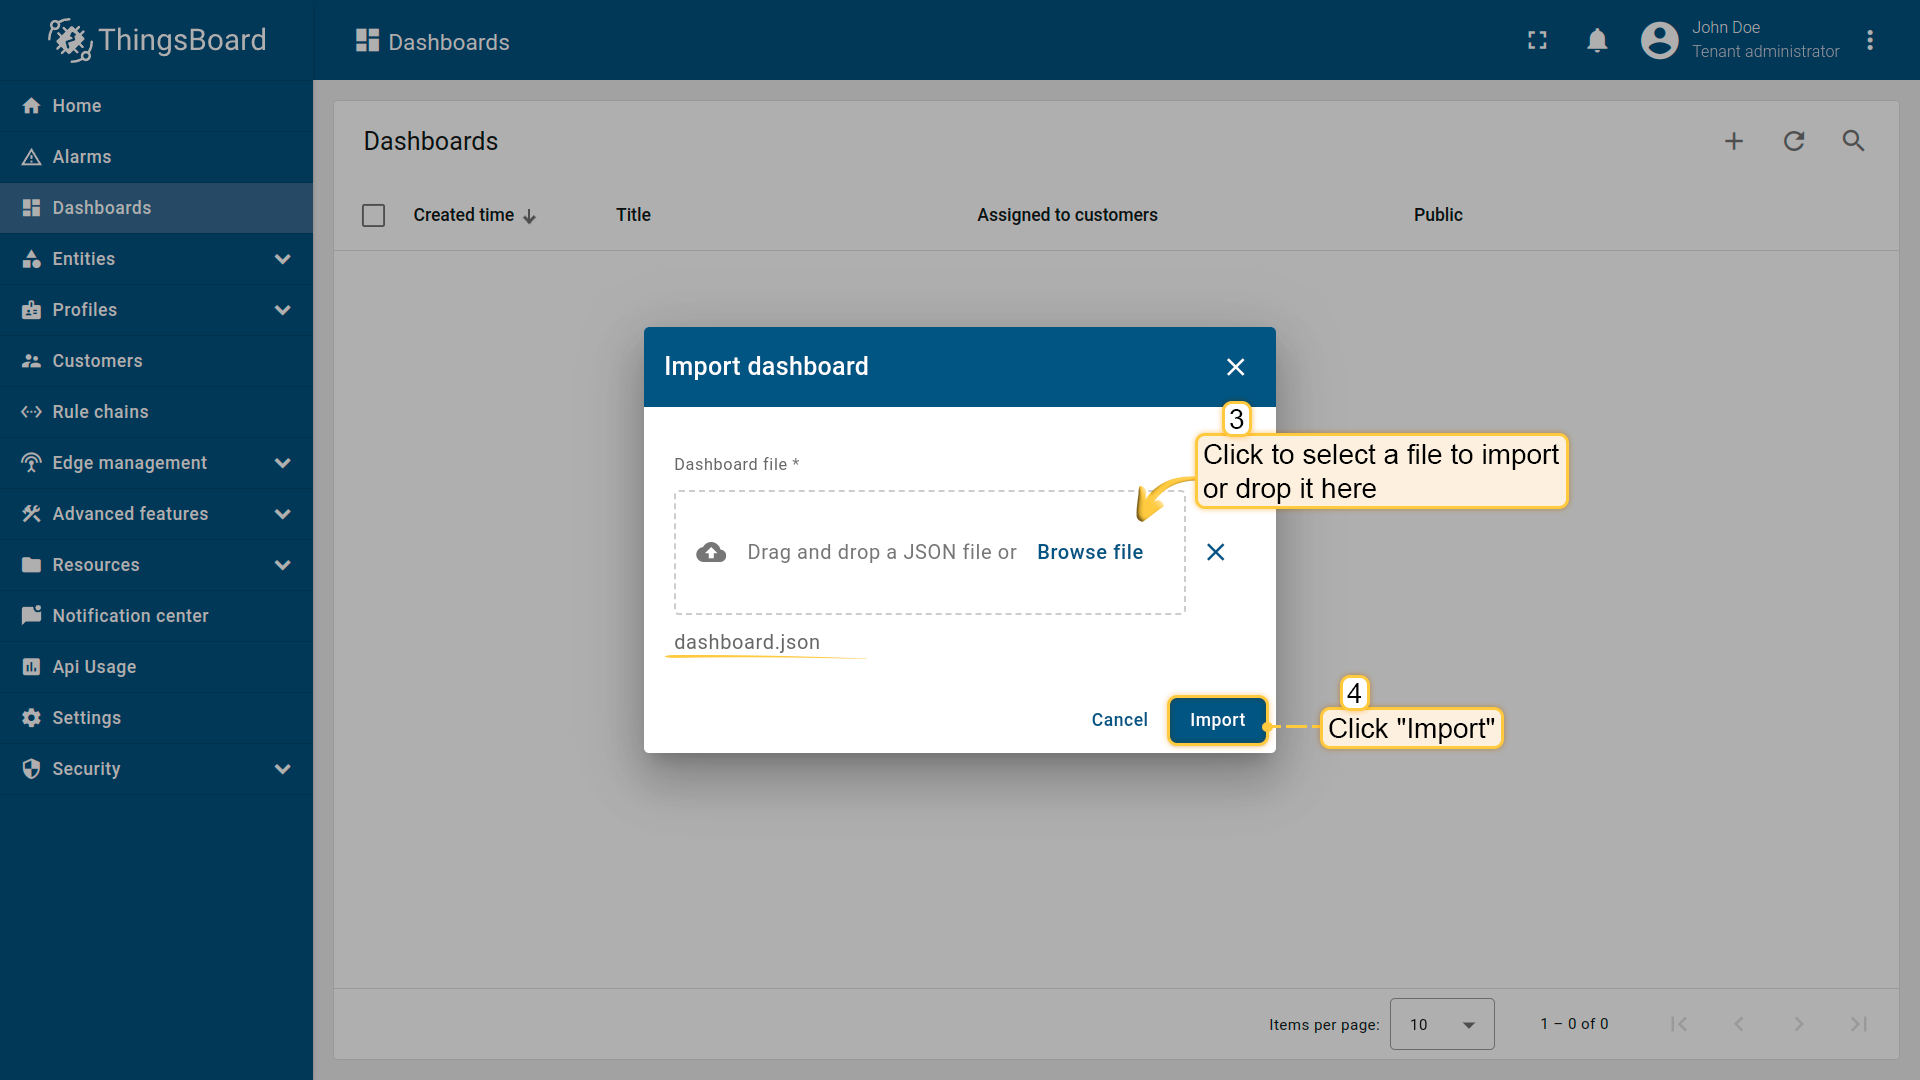 ThingsBoard
Dashboards
John Doe
Tenant administrator
Home
Alarms
Dashboards
Entities
Profiles
Customers
Rule chains
Edge management
Advanced features
Resources
Notification center
Api Usage
Settings
Security
Dashboards
Created time
Title
Assigned to customers
Public
Import dashboard
3
Click to select a file to import
or drop it here
Dashboard file *
Drag and drop a JSON file or Browse file
dashboard.json
Cancel
Import
4
Click "Import"
Items per page:
10
1 – 0 of 0